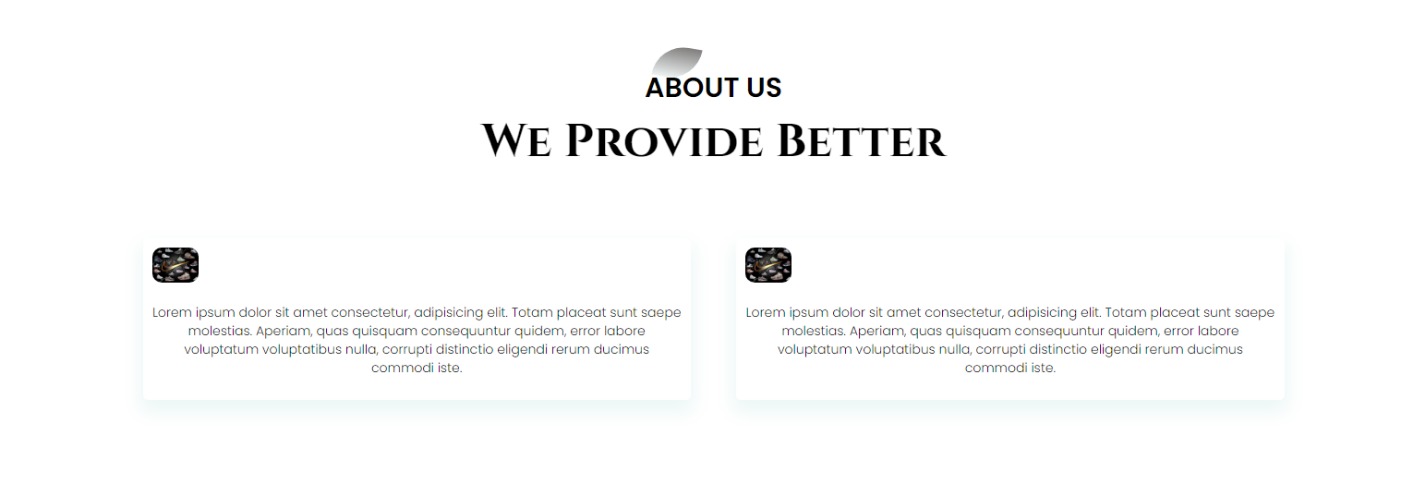 ABOUT US
We Provide Better
Lorem ipsum dolor sit amet consectetur, adipisicing elit. Totam placeat sunt saepe
molestias. Aperiam, quas quisquam consequuntur quidem, error labore
voluptatum voluptatibus nulla, corrupti distinctio eligendi rerum ducimus
commodi iste.
Lorem ipsum dolor sit amet consectetur, adipisicing elit. Totam placeat sunt saepe
molestias. Aperiam, quas quisquam consequuntur quidem, error labore
voluptatum voluptatibus nulla, corrupti distinctio eligendi rerum ducimus
commodi iste.